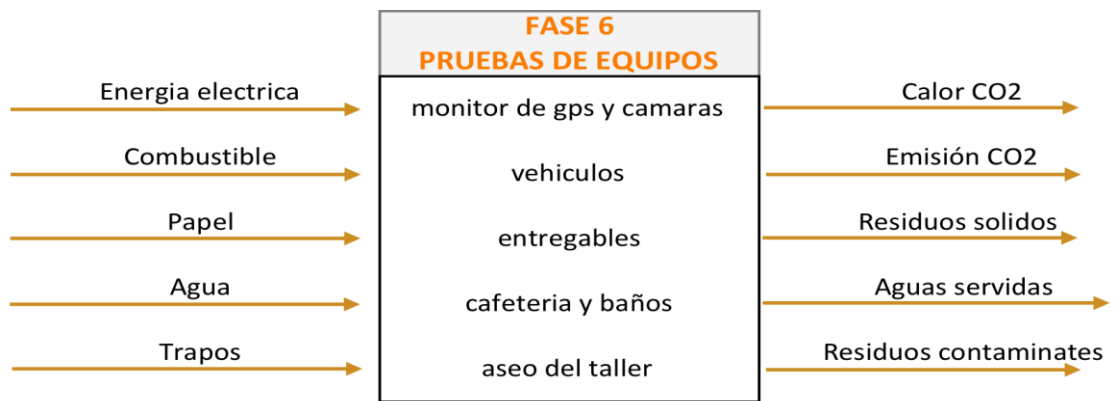 FASE 6
PRUEBAS DE EQUIPOS
Energia electrica
monitor de gps y camaras
Calor CO2
Combustible
vehiculos
Emisión CO2
Papel
entregables
Residuos solidos
Agua
cafeteria y baños
Aguas servidas
Trapos
aseo del taller
Residuos contaminates